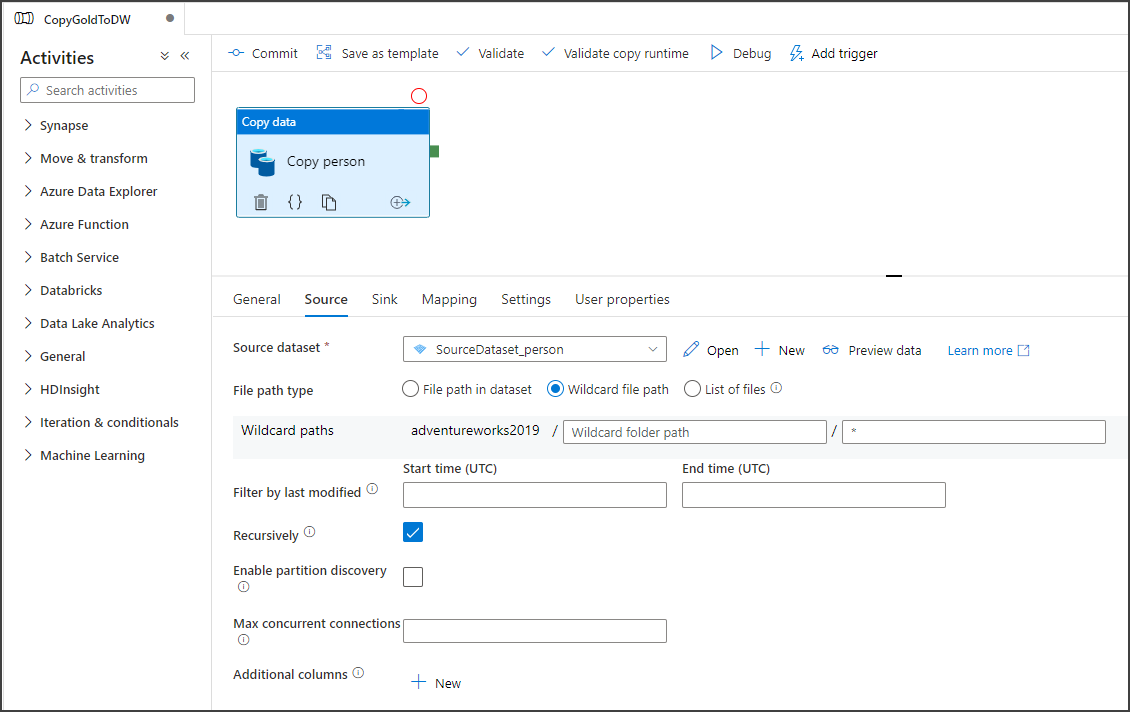 CopyGoldToDW
Activities
Search activities
Synapse
Move & transform
Azure Data Explorer
Azure Function
Batch Service
Databricks
Data Lake Analytics
General
HDInsight
Iteration & conditionals
Machine Learning
Commit Save as template Validate Validate copy runtime Debug Add trigger
Copy data
Copy person
General Source Sink Mapping Settings User properties
Source dataset * SourceDataset_person Open New Preview data Learn more
File path type File path in dataset Wildcard file path List of files
Wildcard paths adventureworks2019 / Wildcard folder path / *
Start time (UTC) End time (UTC)
Filter by last modified
Recursively
Enable partition discovery
Max concurrent connections
Additional columns New